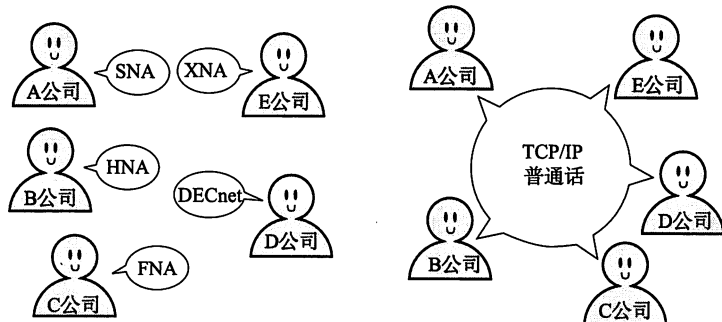 A公司
SNA
XNA
E公司
B公司
HNA
DECnet
D公司
C公司
FNA
A公司
E公司
TCP/IP
普通话
D公司
B公司
C公司